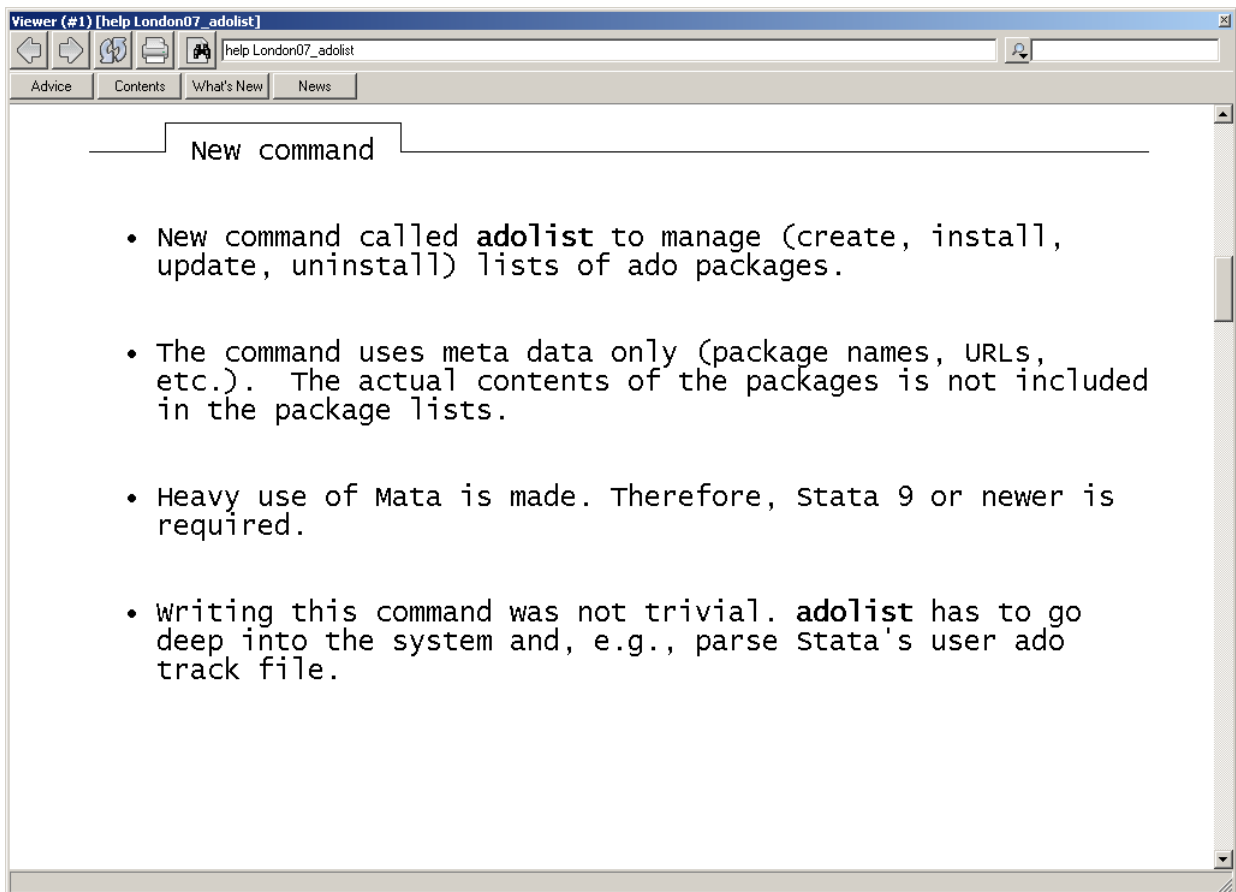 Viewer (#1) [help London07_adolist]
help London07_adolist
Advice Contents What's New News
New command
• New command called adolist to manage (create, install,
update, uninstall) lists of ado packages.
• The command uses meta data only (package names, URLs,
etc.).  The actual contents of the packages is not included
in the package lists.
• Heavy use of Mata is made. Therefore, Stata 9 or newer is
required.
• Writing this command was not trivial. adolist has to go
deep into the system and, e.g., parse Stata's user ado
track file.